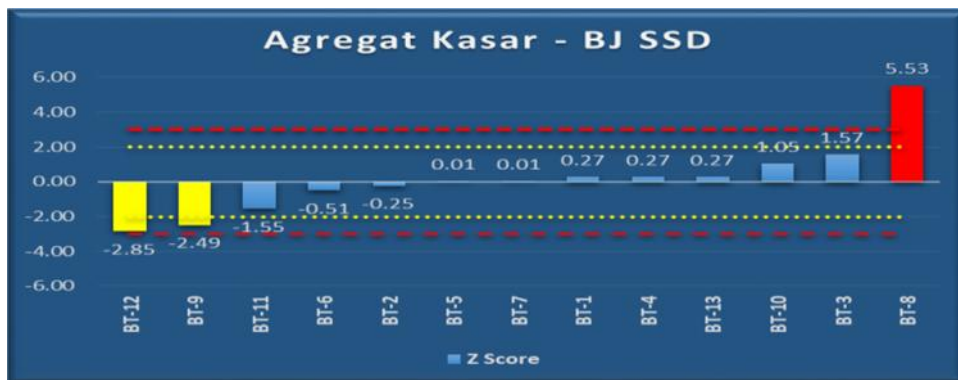 Agregat Kasar - BJ SSD
6.00
4.00
2.00
0.00
-2.00
-4.00
-6.00
-2.85
-2.49
-1.55
-0.51
-0.25
0.01
0.01
0.27
0.27
0.27
1.05
1.57
5.53
BT-12
BT-9
BT-11
BT-6
BT-2
BT-5
BT-7
BT-1
BT-4
BT-13
BT-10
BT-3
BT-8
Z Score